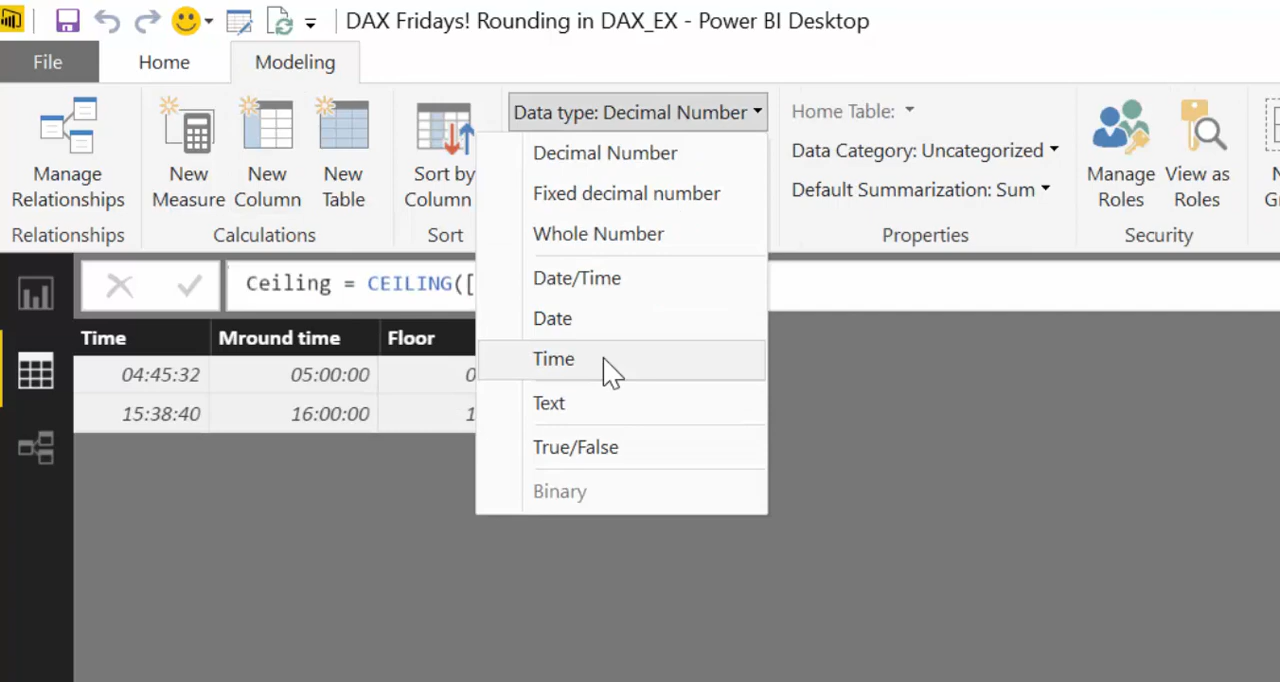 DAX Fridays! Rounding in DAX_EX - Power BI Desktop
File Home Modeling
Manage Relationships
New Measure
New Column
New Table
Sort by Column
Data type: Decimal Number
Home Table:
Data Category: Uncategorized
Default Summarization: Sum
Manage Roles
View as Roles
Relationships Calculations Sort Properties Security
Decimal Number
Fixed decimal number
Whole Number
Date/Time
Date
Time
Text
True/False
Binary
Ceiling = CEILING([
Time Mround time Floor
04:45:32 05:00:00 0
15:38:40 16:00:00 1